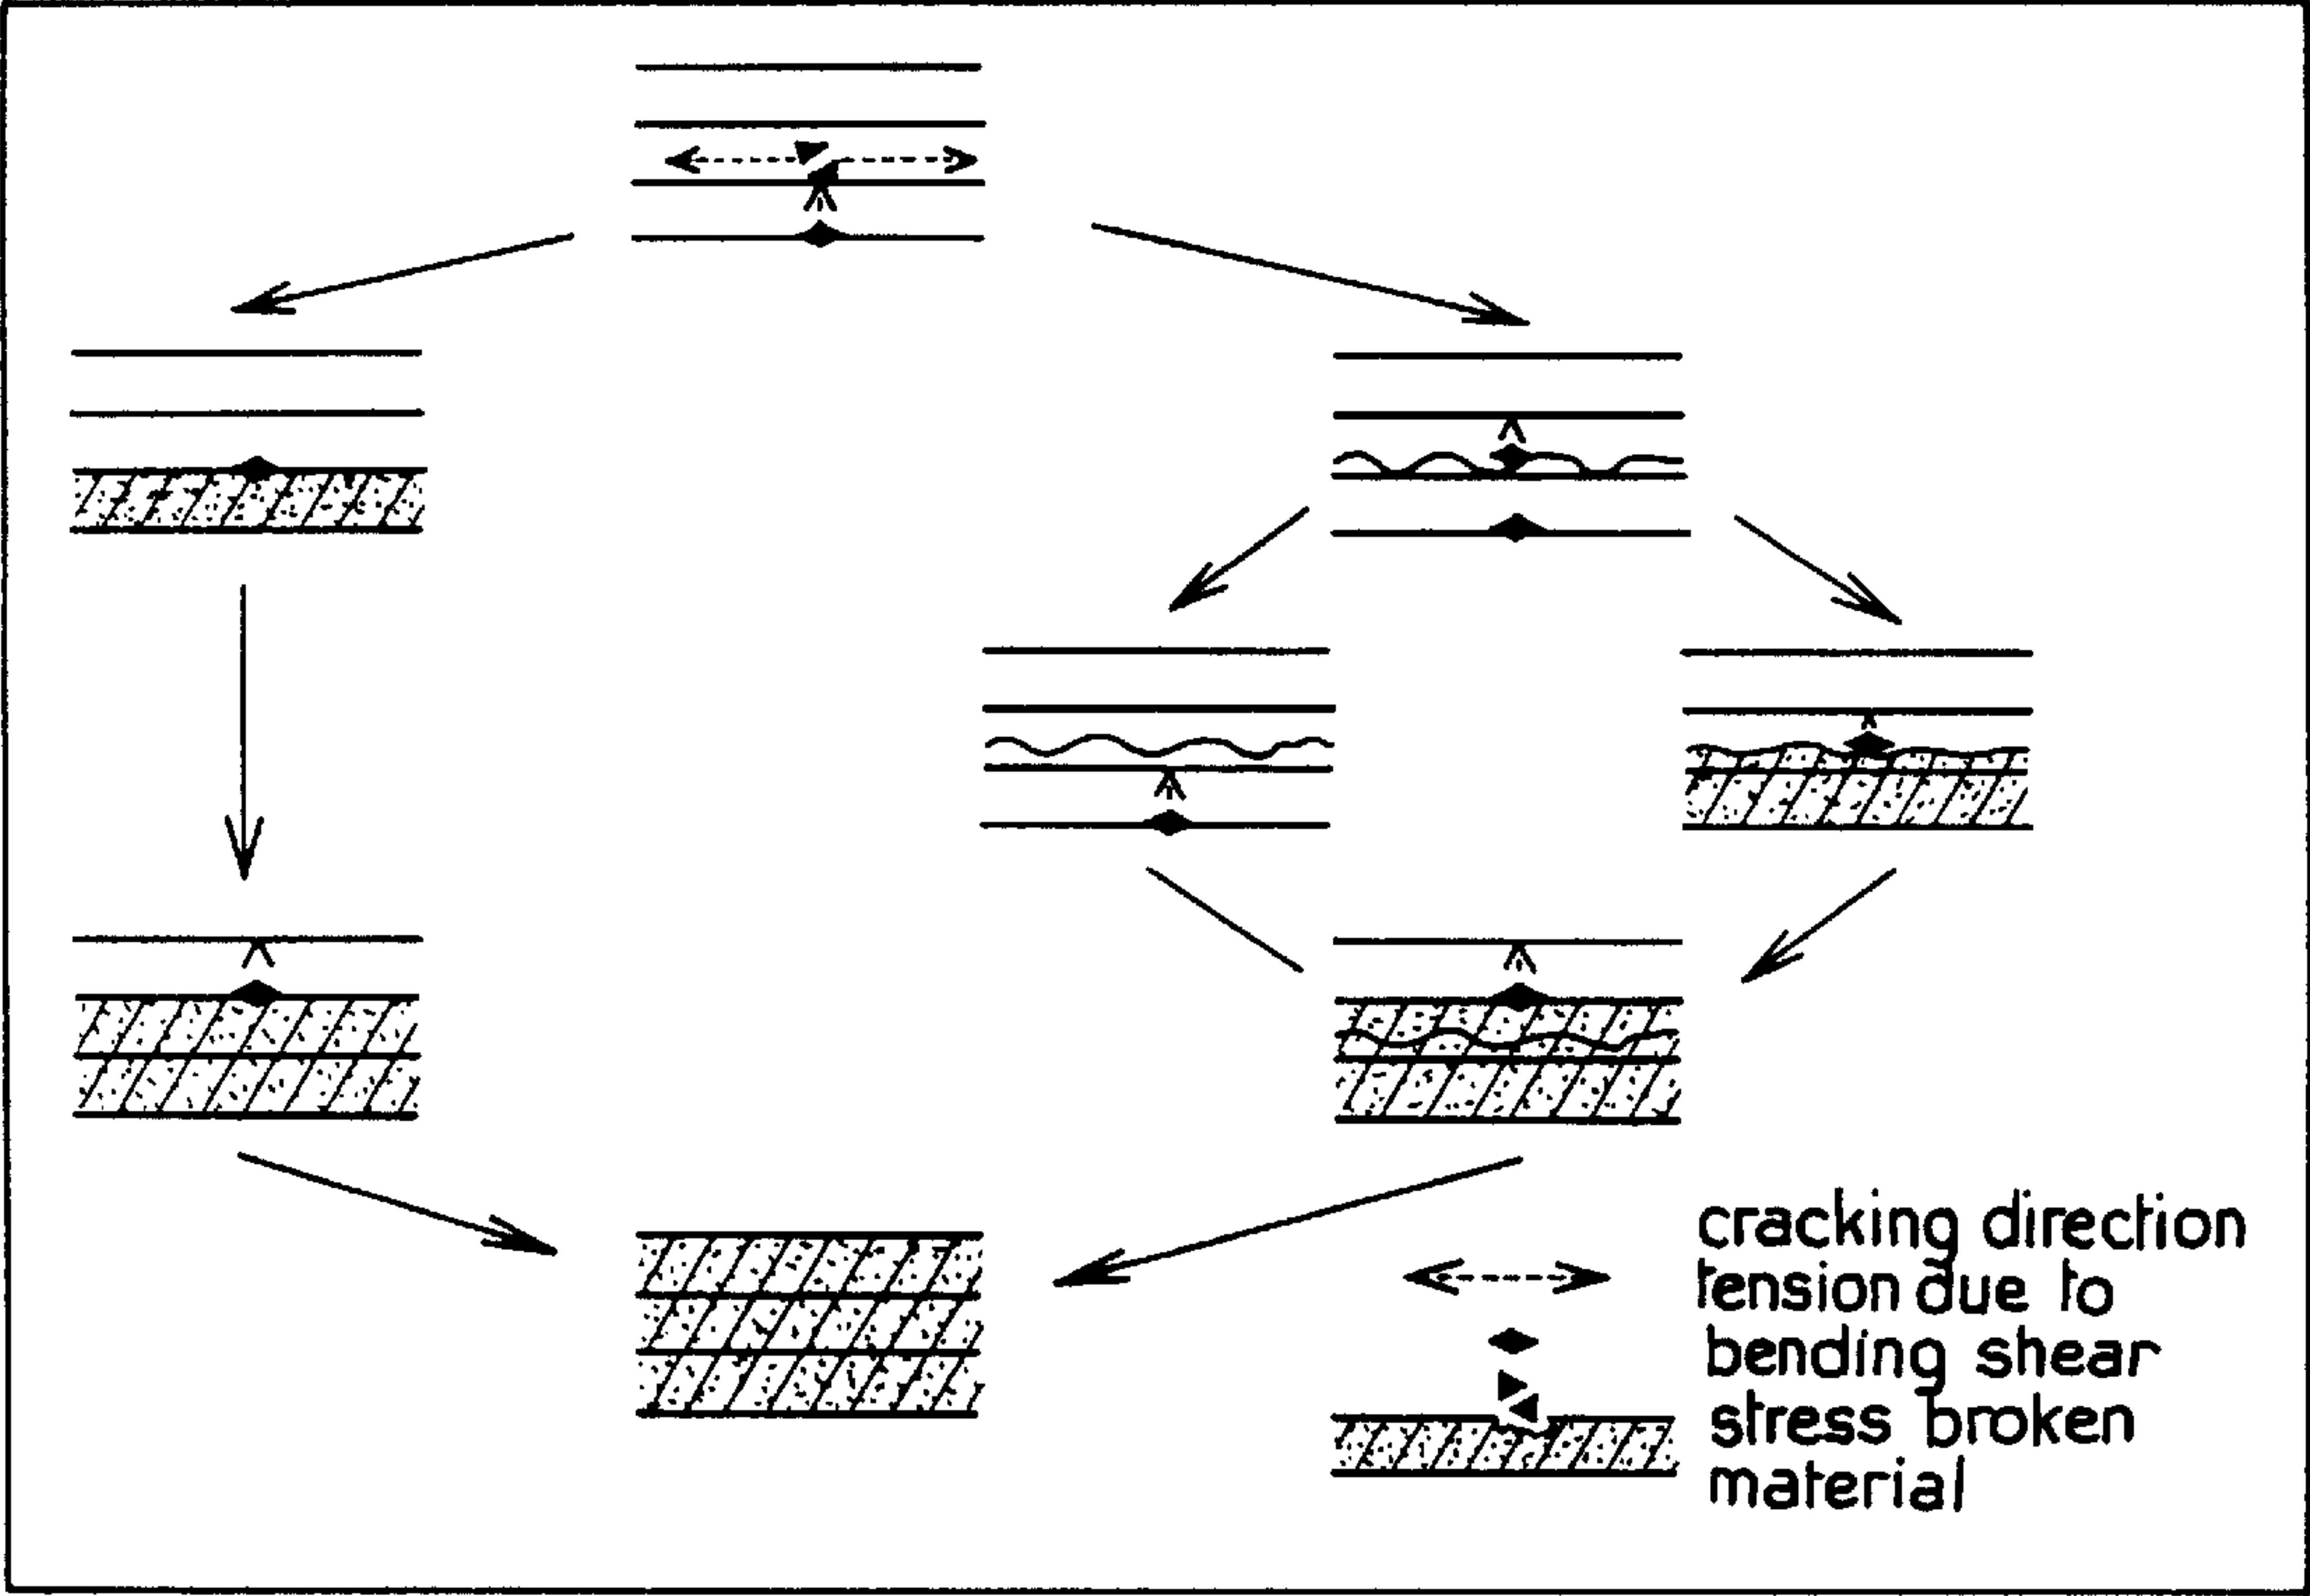 cracking direction
tension due to
bending shear
stress broken
material